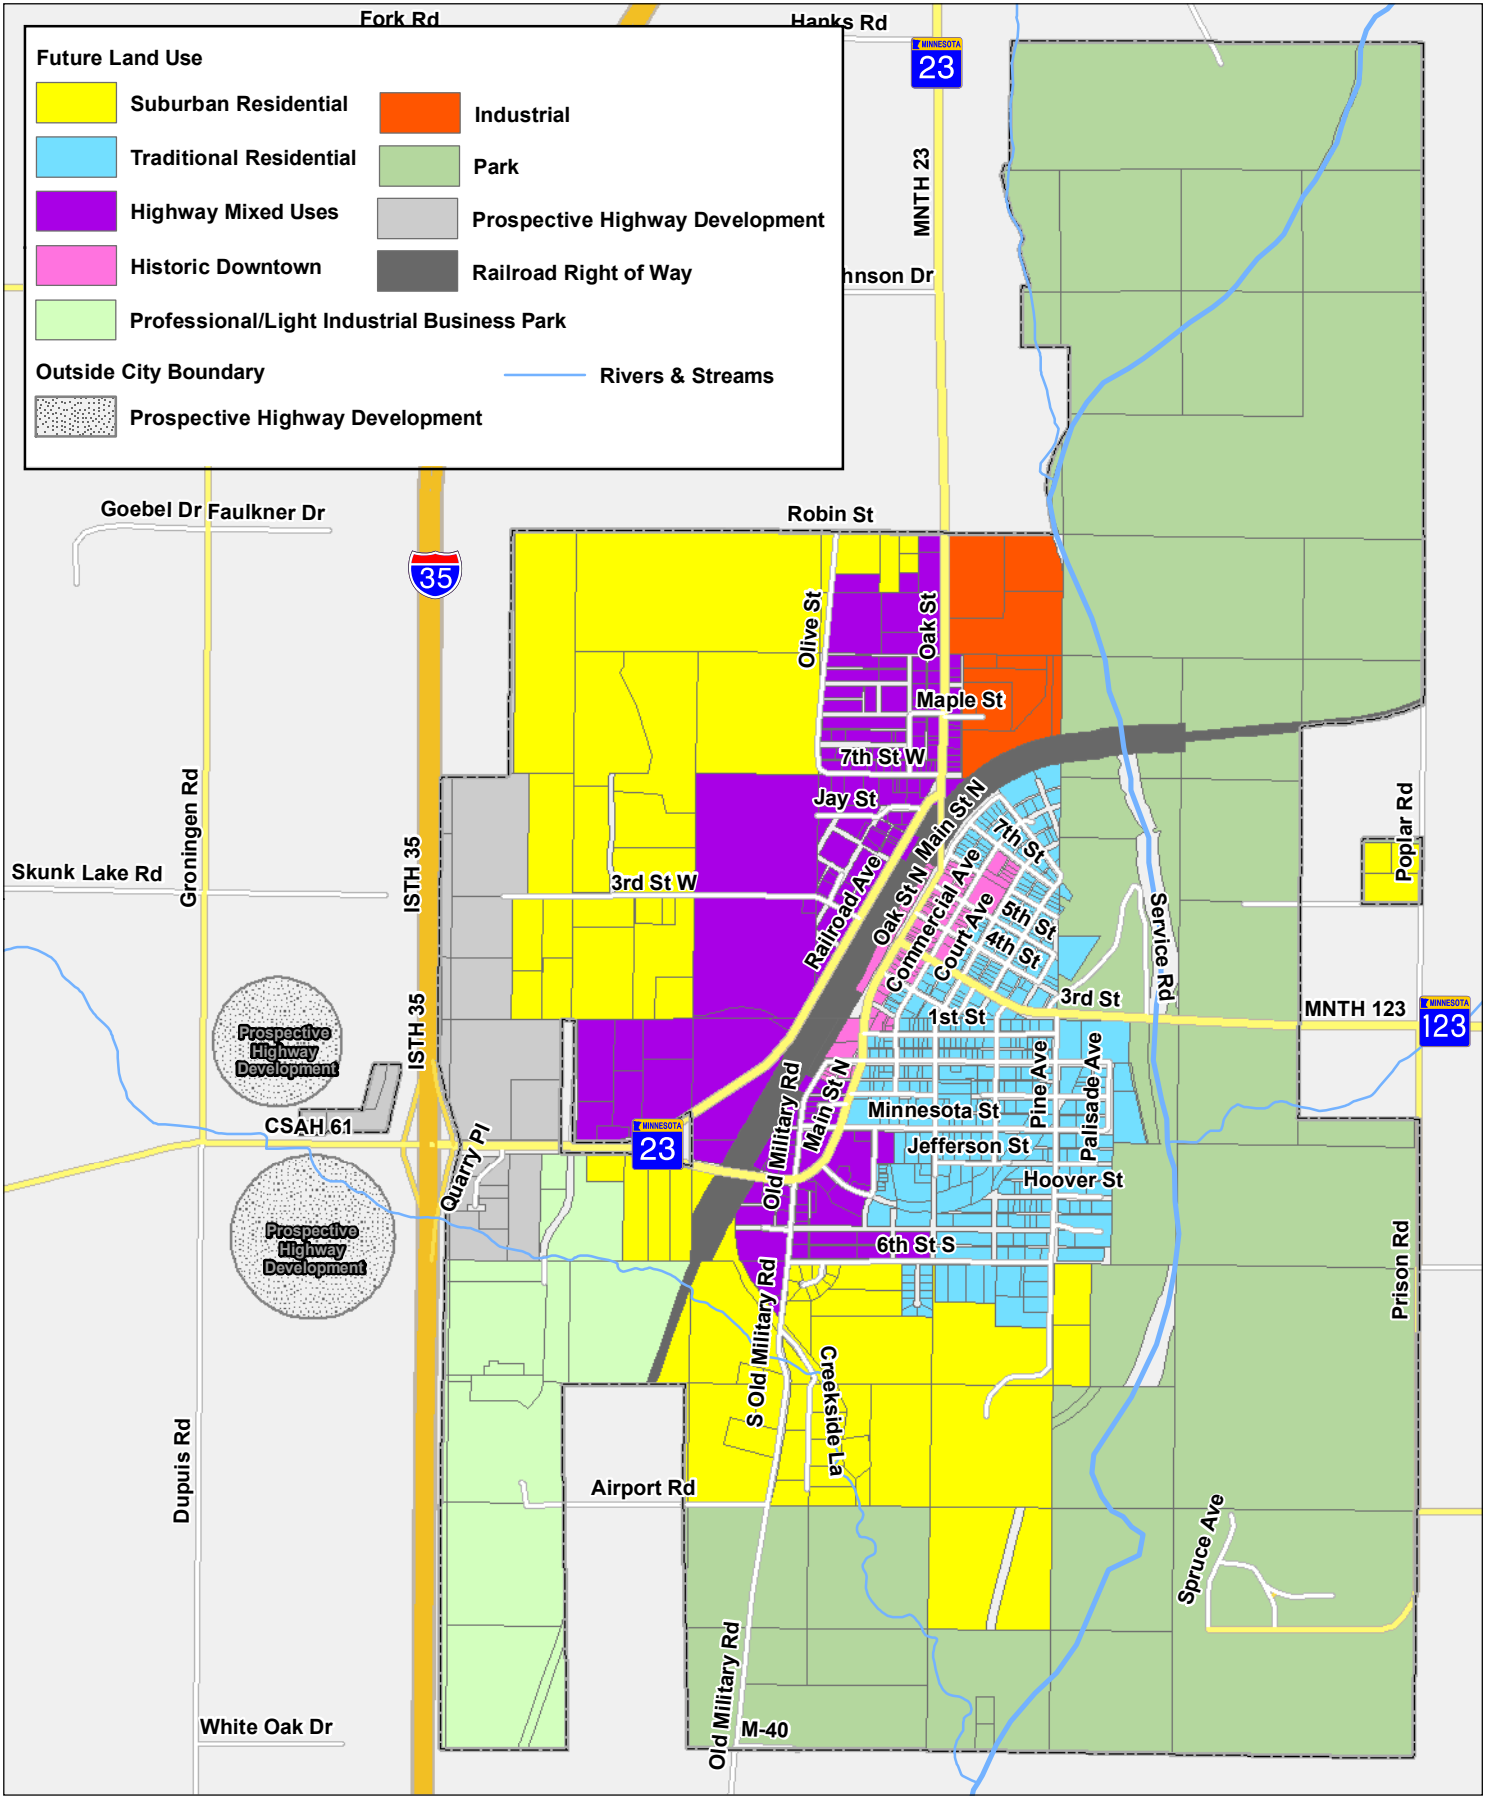 Fork Rd
Hanks Rd
MINNESOTA
23
Future Land Use
Suburban Residential
Industrial
Traditional Residential
Park
Highway Mixed Uses
Prospective Highway Development
Historic Downtown
Railroad Right of Way
Professional/Light Industrial Business Park
Outside City Boundary
Rivers & Streams
Prospective Highway Development
MNTH 23
hnson Dr
Goebel Dr
Faulkner Dr
Robin St
35
Olive St
Oak St
Maple St
7th St W
Jay St
Main St N
7th St
Groningen Rd
ISTH 35
Skunk Lake Rd
3rd St W
Poplar Rd
Railroad Ave
Oak St N
Commercial Ave
Court Ave
5th St
4th St
Service Rd
3rd St
1st St
MNTH 123
MINNESOTA
123
ISTH 35
Prospective
Highway
Development
CSAH 61
Old Military Rd
Main St N
Pine Ave
Palisade Ave
Minnesota St
MINNESOTA
23
Jefferson St
Quarry Pl
Hoover St
Prospective
Highway
Development
6th St S
Prison Rd
S Old Military Rd
Creekside La
Dupuis Rd
Airport Rd
Spruce Ave
Old Military Rd
White Oak Dr
M-40